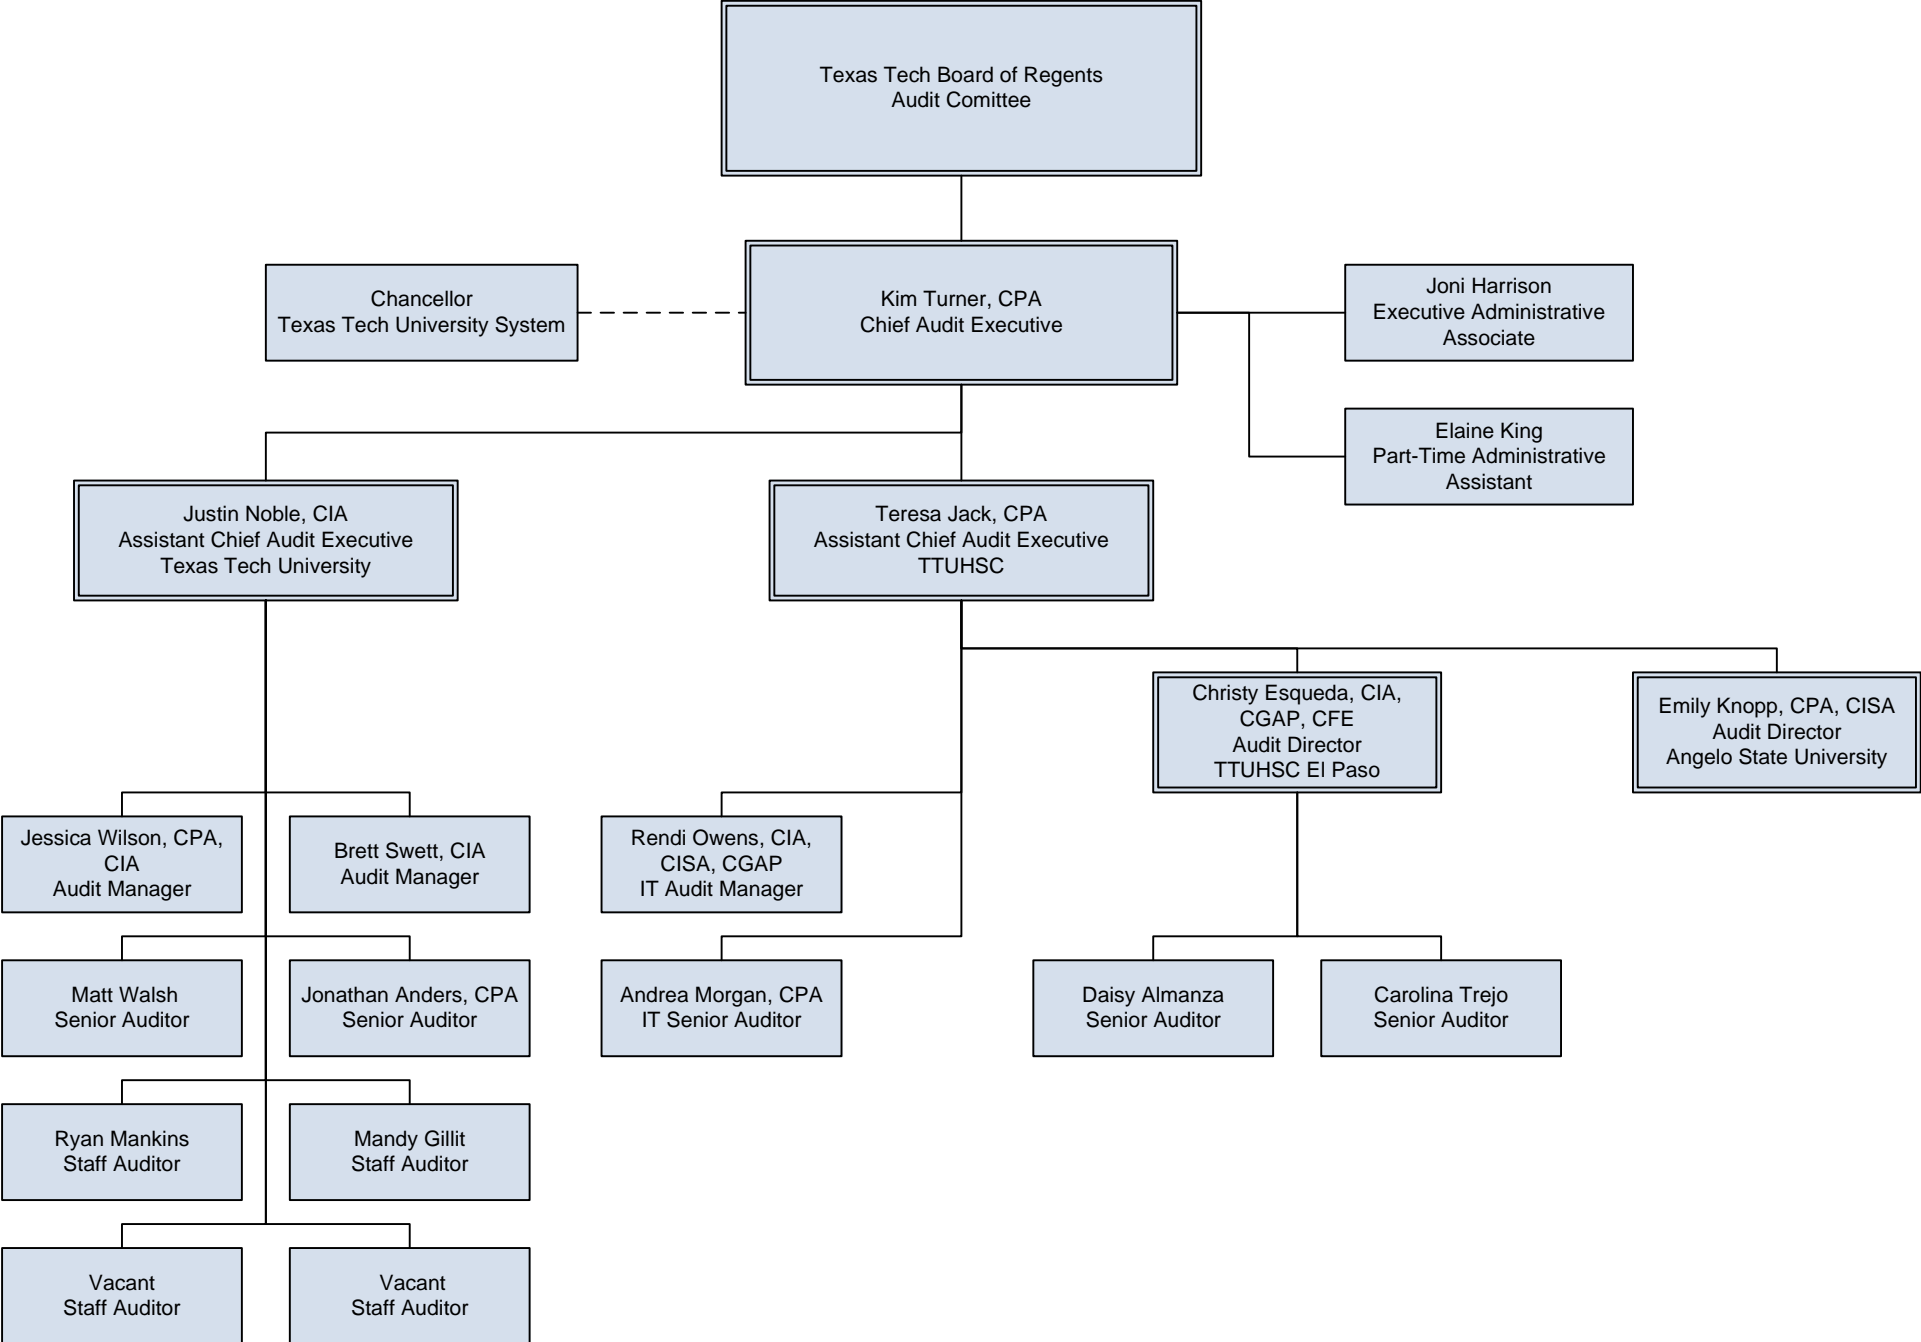 Texas Tech Board of Regents
Audit Comittee
Chancellor
Texas Tech University System
Kim Turner, CPA
Chief Audit Executive
Joni Harrison
Executive Administrative
Associate
Elaine King
Part-Time Administrative
Assistant
Justin Noble, CIA
Assistant Chief Audit Executive
Texas Tech University
Teresa Jack, CPA
Assistant Chief Audit Executive
TTUHSC
Christy Esqueda, CIA,
CGAP, CFE
Audit Director
TTUHSC El Paso
Emily Knopp, CPA, CISA
Audit Director
Angelo State University
Jessica Wilson, CPA,
CIA
Audit Manager
Brett Swett, CIA
Audit Manager
Rendi Owens, CIA,
CISA, CGAP
IT Audit Manager
Matt Walsh
Senior Auditor
Jonathan Anders, CPA
Senior Auditor
Andrea Morgan, CPA
IT Senior Auditor
Daisy Almanza
Senior Auditor
Carolina Trejo
Senior Auditor
Ryan Mankins
Staff Auditor
Mandy Gillit
Staff Auditor
Vacant
Staff Auditor
Vacant
Staff Auditor